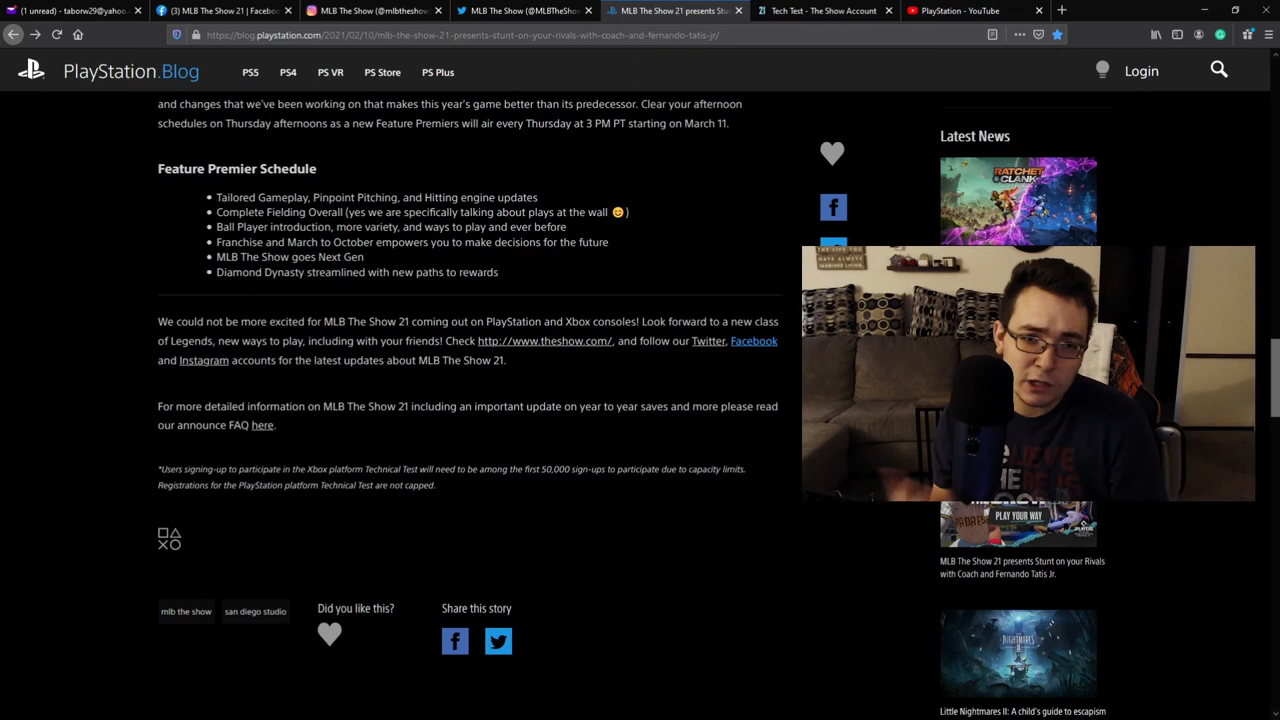 (1 unread) - taborw29@yahoo.
(3) MLB The Show 21 | Facebo
MLB The Show (@mlbtheshow
MLB The Show (@MLBTheSho
MLB The Show 21 presents Stun
Tech Test - The Show Account
PlayStation - YouTube
https://blog.playstation.com/2021/02/10/mlb-the-show-21-presents-stunt-on-your-rivals-with-coach-and-fernando-tatis-jr/
PlayStation.Blog
PS5
PS4
PS VR
PS Store
PS Plus
Login
and changes that we've been working on that makes this year's game better than its predecessor. Clear your afternoon
schedules on Thursday afternoons as a new Feature Premiers will air every Thursday at 3 PM PT starting on March 11.
Feature Premier Schedule
• Tailored Gameplay, Pinpoint Pitching, and Hitting engine updates
• Complete Fielding Overall (yes we are specifically talking about plays at the wall 😊)
• Ball Player introduction, more variety, and ways to play and ever before
• Franchise and March to October empowers you to make decisions for the future
• MLB The Show goes Next Gen
• Diamond Dynasty streamlined with new paths to rewards
We could not be more excited for MLB The Show 21 coming out on PlayStation and Xbox consoles! Look forward to a new class
of Legends, new ways to play, including with your friends! Check http://www.theshow.com/, and follow our Twitter, Facebook
and Instagram accounts for the latest updates about MLB The Show 21.
For more detailed information on MLB The Show 21 including an important update on year to year saves and more please read
our announce FAQ here.
*Users signing-up to participate in the Xbox platform Technical Test will need to be among the first 50,000 sign-ups to participate due to capacity limits.
Registrations for the PlayStation platform Technical Test are not capped.
mlb the show
san diego studio
Did you like this?
Share this story
Latest News
RATCHET
CLANK
PADRES
PLAY YOUR WAY
MLB The Show 21 presents Stunt on your Rivals
with Coach and Fernando Tatis Jr.
NIGHTMARES
Little Nightmares II: A child's guide to escapism